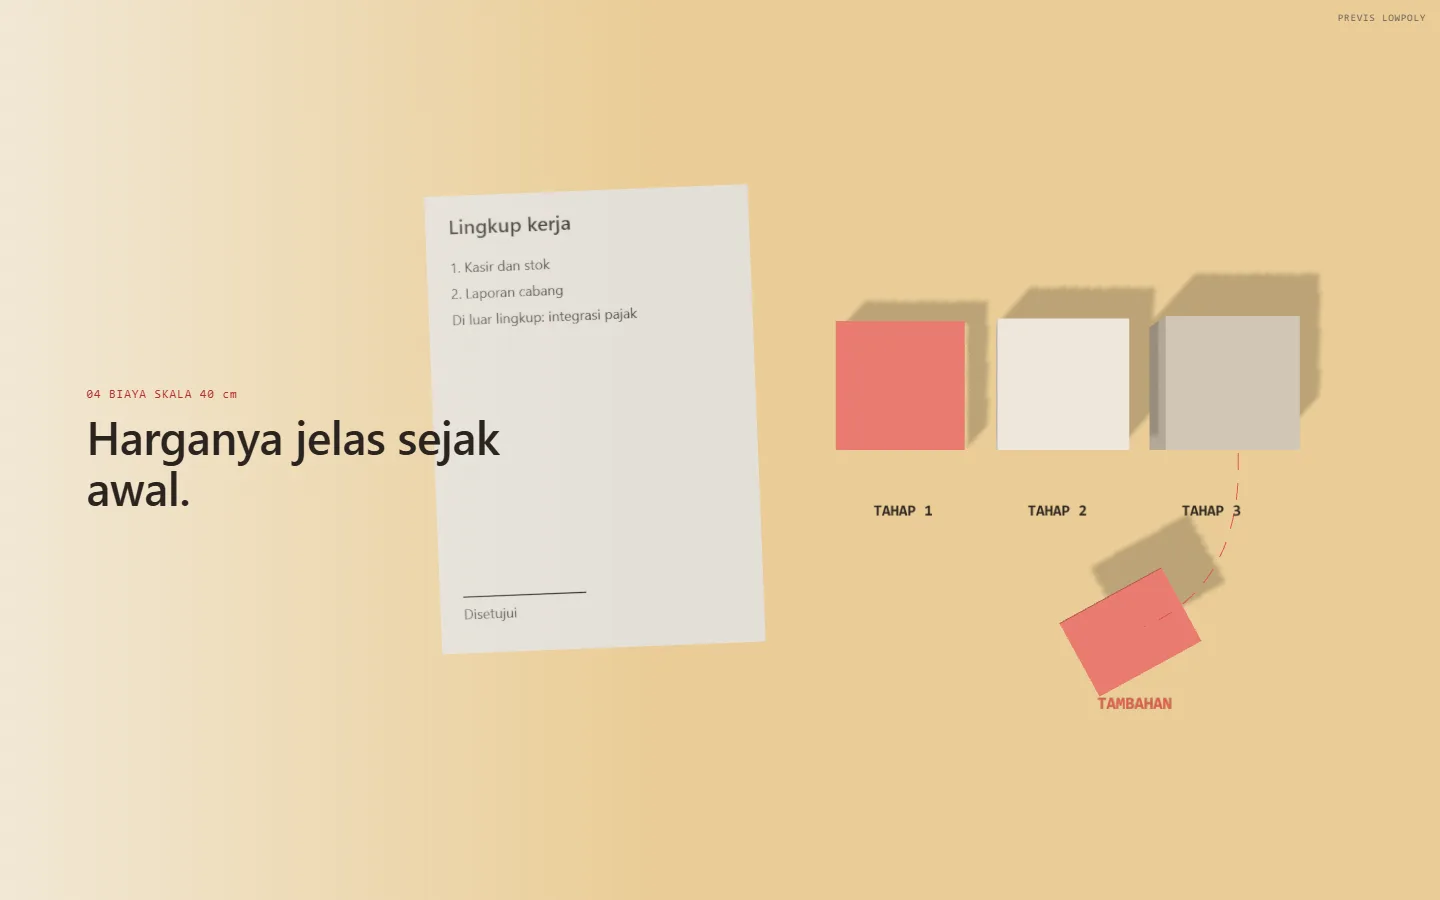 PREVIS LOWPOLY
Lingkup kerja
1. Kasir dan stok
2. Laporan cabang
Di luar lingkup: integrasi pajak
Disetujui
04 BIAYA SKALA 40 cm
Harganya jelas sejak
awal.
TAHAP 1
TAHAP 2
TAHAP 3
TAMBAHAN